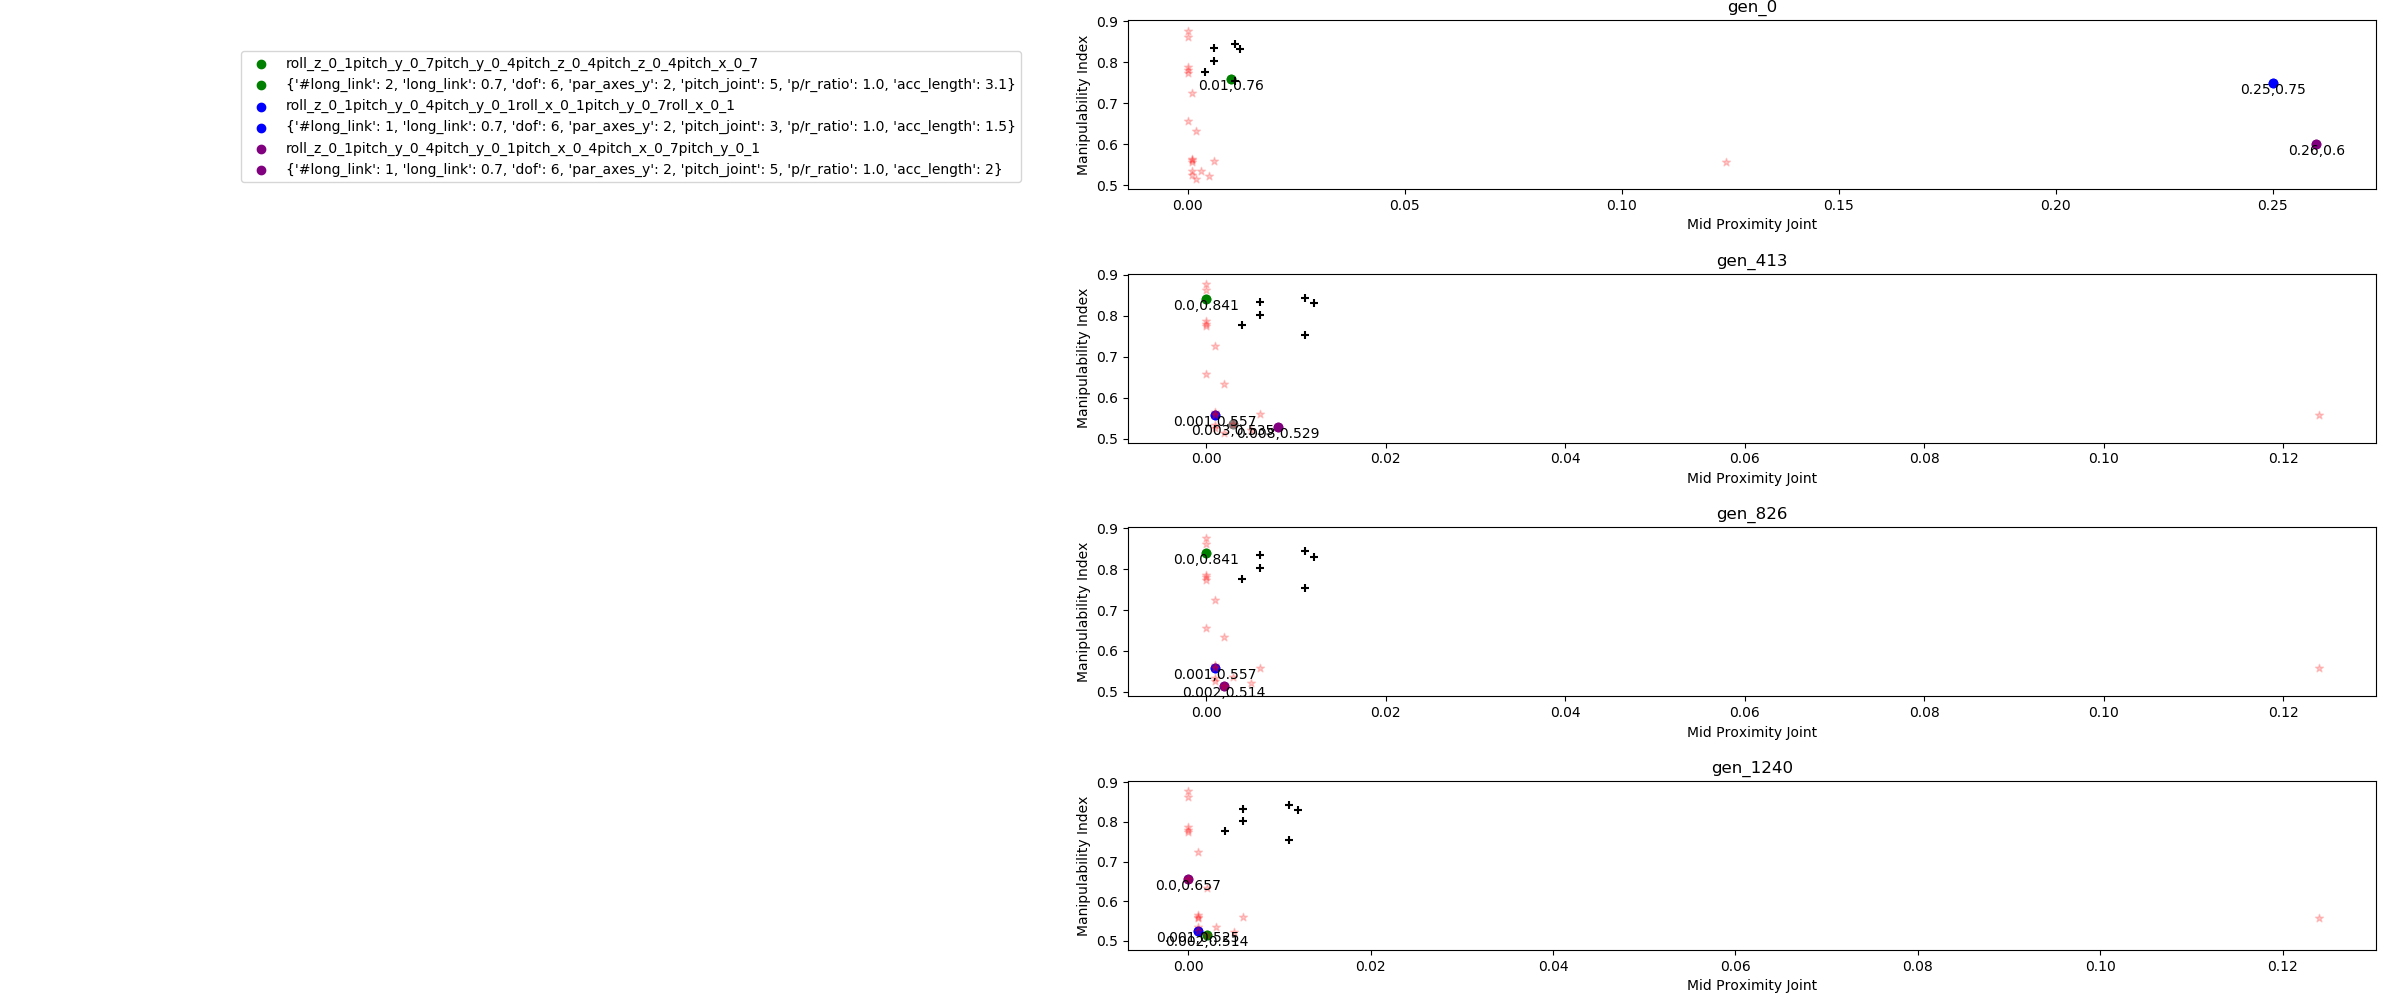 roll_z_0_1pitch_y_0_7pitch_y_0_4pitch_z_0_4pitch_z_0_4pitch_x_0_7
{'#long_link': 2, 'long_link': 0.7, 'dof': 6, 'par_axes_y': 2, 'pitch_joint': 5, 'p/r_ratio': 1.0, 'acc_length': 3.1}
roll_z_0_1pitch_y_0_4pitch_y_0_1roll_x_0_1pitch_y_0_7roll_x_0_1
{'#long_link': 1, 'long_link': 0.7, 'dof': 6, 'par_axes_y': 2, 'pitch_joint': 3, 'p/r_ratio': 1.0, 'acc_length': 1.5}
roll_z_0_1pitch_y_0_4pitch_y_0_1pitch_x_0_4pitch_x_0_7pitch_y_0_1
{'#long_link': 1, 'long_link': 0.7, 'dof': 6, 'par_axes_y': 2, 'pitch_joint': 5, 'p/r_ratio': 1.0, 'acc_length': 2}
gen_0
Manipulability Index
0.9
0.8
0.7
0.6
0.5
0.01,0.76
0.25,0.75
0.26,0.6
0.00 0.05 0.10 0.15 0.20 0.25
Mid Proximity Joint
gen_413
Manipulability Index
0.9
0.8
0.7
0.6
0.5
0.0,0.841
0.001,0.557
0.003,0.535
0.008,0.529
0.00 0.02 0.04 0.06 0.08 0.10 0.12
Mid Proximity Joint
gen_826
Manipulability Index
0.9
0.8
0.7
0.6
0.5
0.0,0.841
0.001,0.557
0.002,0.514
0.00 0.02 0.04 0.06 0.08 0.10 0.12
Mid Proximity Joint
gen_1240
Manipulability Index
0.9
0.8
0.7
0.6
0.5
0.0,0.657
0.001,0.525
0.002,0.514
0.00 0.02 0.04 0.06 0.08 0.10 0.12
Mid Proximity Joint